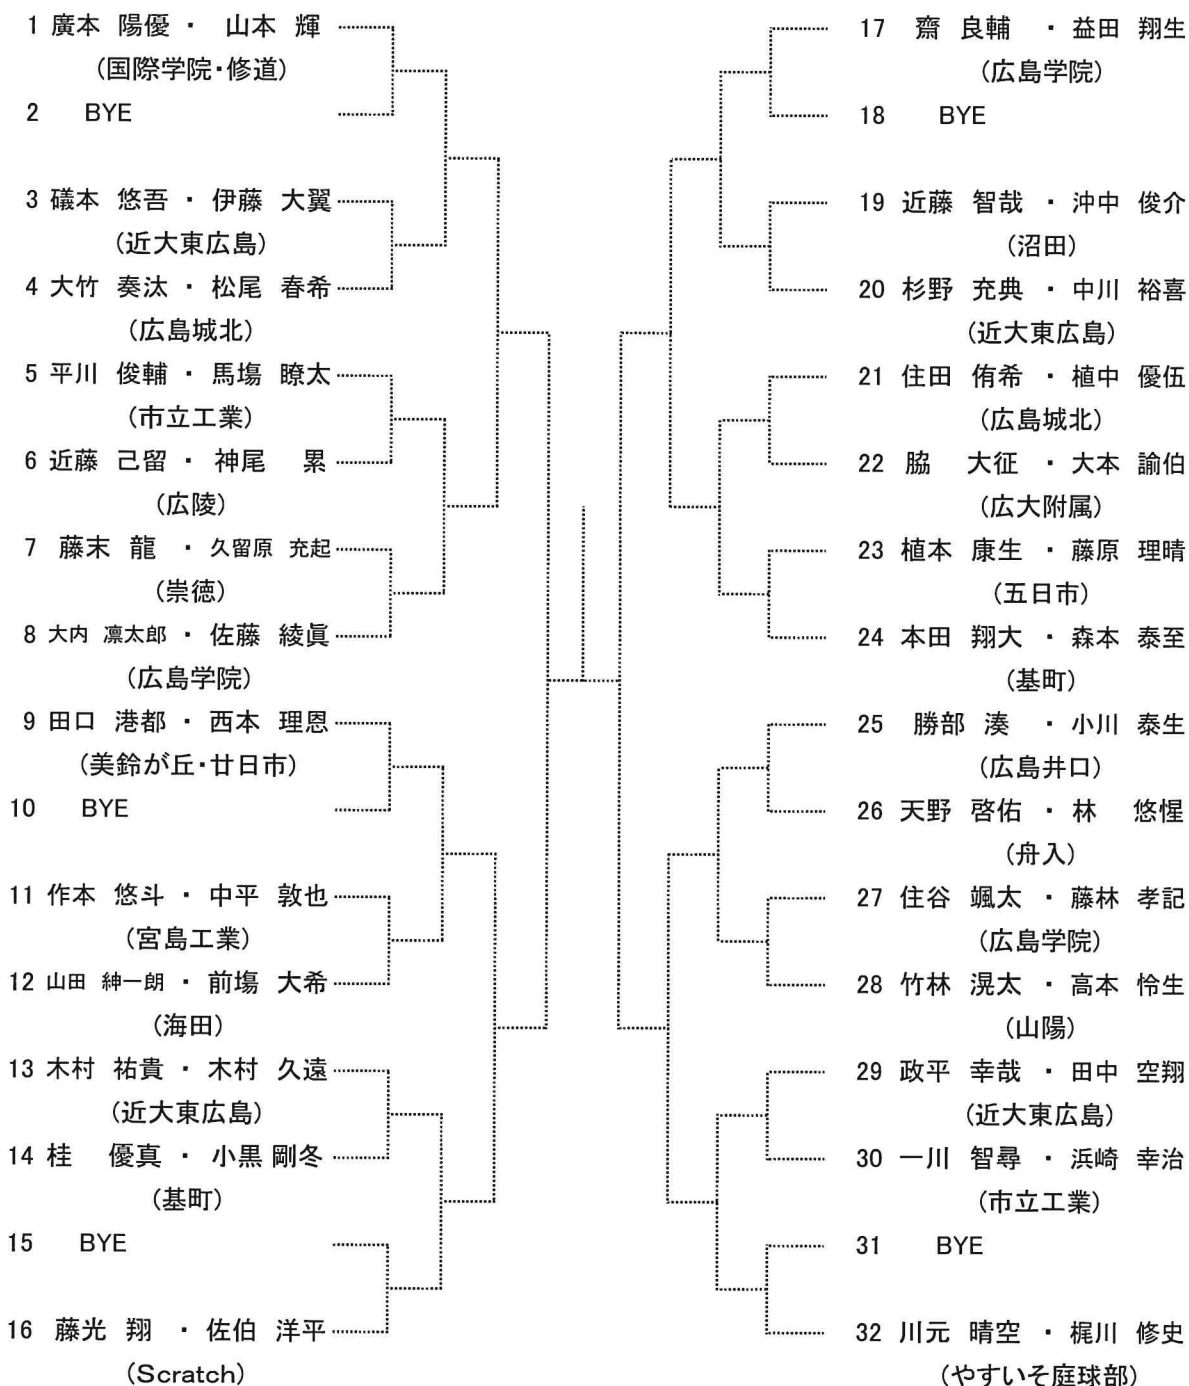 1 廣本 陽優 ・ 山本 輝
(国際学院・修道)
2 BYE
3 礒本 悠吾 ・ 伊藤 大翼
(近大東広島)
4 大竹 奏汰 ・ 松尾 春希
(広島城北)
5 平川 俊輔 ・ 馬塲 瞭太
(市立工業)
6 近藤 己留 ・ 神尾 累
(広陵)
7 藤末 龍 ・ 久留原 充起
(崇徳)
8 大内 凛太郎 ・ 佐藤 綾眞
(広島学院)
9 田口 港都 ・ 西本 理恩
(美鈴が丘・廿日市)
10 BYE
11 作本 悠斗 ・ 中平 敦也
(宮島工業)
12 山田 紳一朗 ・ 前塲 大希
(海田)
13 木村 祐貴 ・ 木村 久遠
(近大東広島)
14 桂 優真 ・ 小黒 剛冬
(基町)
15 BYE
16 藤光 翔 ・ 佐伯 洋平
(Scratch)
17 齋 良輔 ・ 益田 翔生
(広島学院)
18 BYE
19 近藤 智哉 ・ 沖中 俊介
(沼田)
20 杉野 充典 ・ 中川 裕喜
(近大東広島)
21 住田 侑希 ・ 植中 優伍
(広島城北)
22 脇 大征 ・ 大本 諭伯
(広大附属)
23 植本 康生 ・ 藤原 理晴
(五日市)
24 本田 翔大 ・ 森本 泰至
(基町)
25 勝部 湊 ・ 小川 泰生
(広島井口)
26 天野 啓佑 ・ 林 悠惺
(舟入)
27 住谷 颯太 ・ 藤林 孝記
(広島学院)
28 竹林 滉太 ・ 高本 怜生
(山陽)
29 政平 幸哉 ・ 田中 空翔
(近大東広島)
30 一川 智尋 ・ 浜崎 幸治
(市立工業)
31 BYE
32 川元 晴空 ・ 梶川 修史
(やすいそ庭球部)